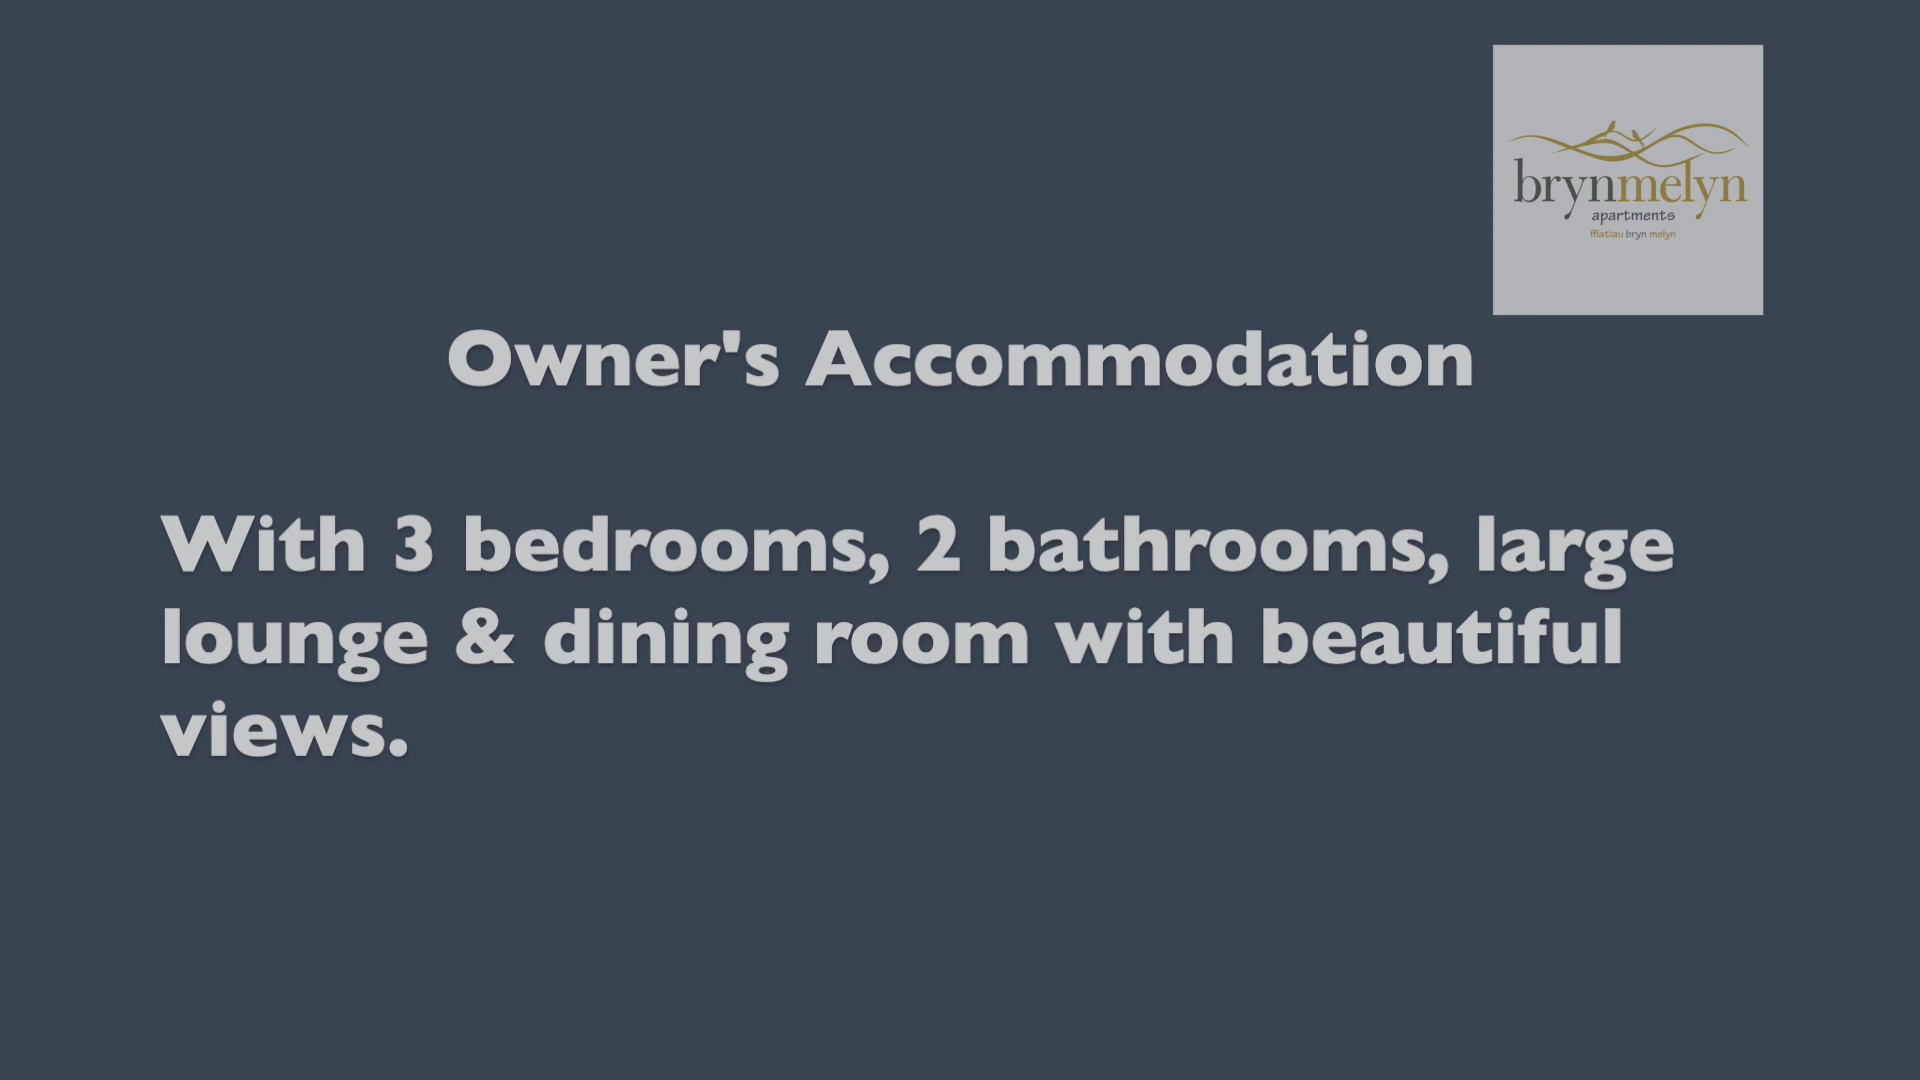 brynmelyn
apartments
fflatiau bryn melyn
Owner's Accommodation
With 3 bedrooms, 2 bathrooms, large
lounge & dining room with beautiful
views.